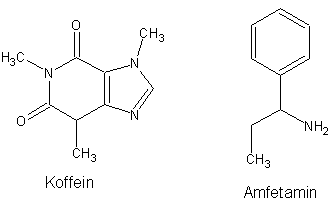 O
CH3
H3C
N
N
O
N
CH3
Koffein
NH2
CH3
Amfetamin